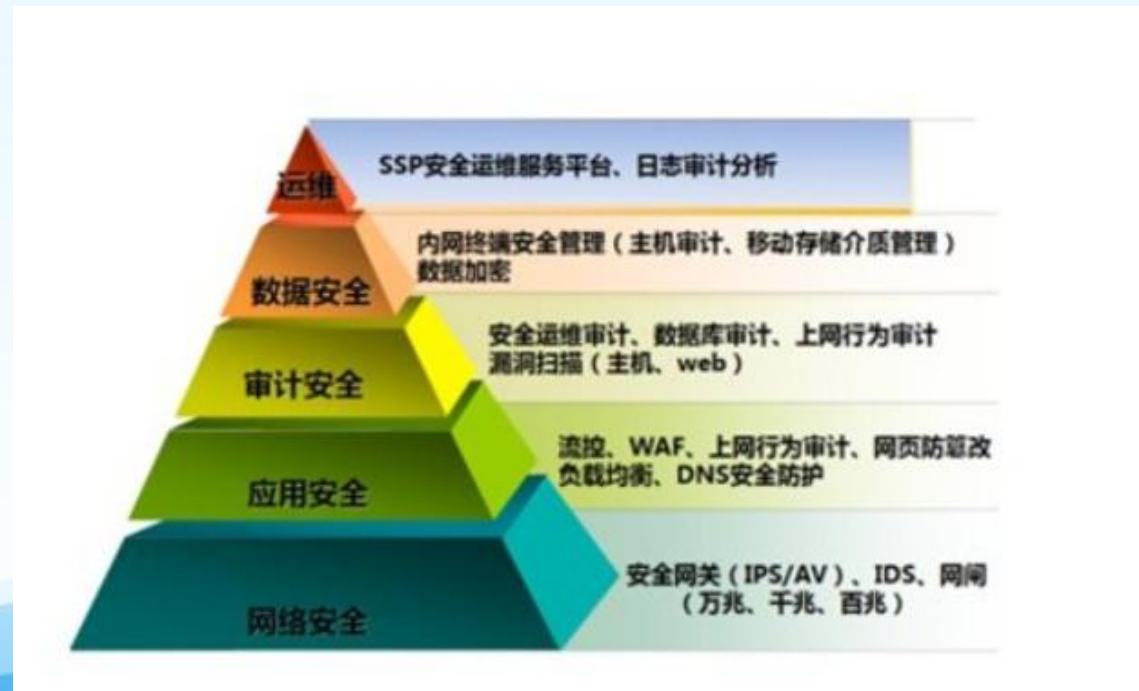 运维
SSP安全运维服务平台、日志审计分析
数据安全
内网终端安全管理（主机审计、移动存储介质管理）
数据加密
审计安全
安全运维审计、数据库审计、上网行为审计
漏洞扫描（主机、web）
应用安全
流控、WAF、上网行为审计、网页防篡改
负载均衡、DNS安全防护
网络安全
安全网关（IPS/AV）、IDS、网闸
（万兆、千兆、百兆）